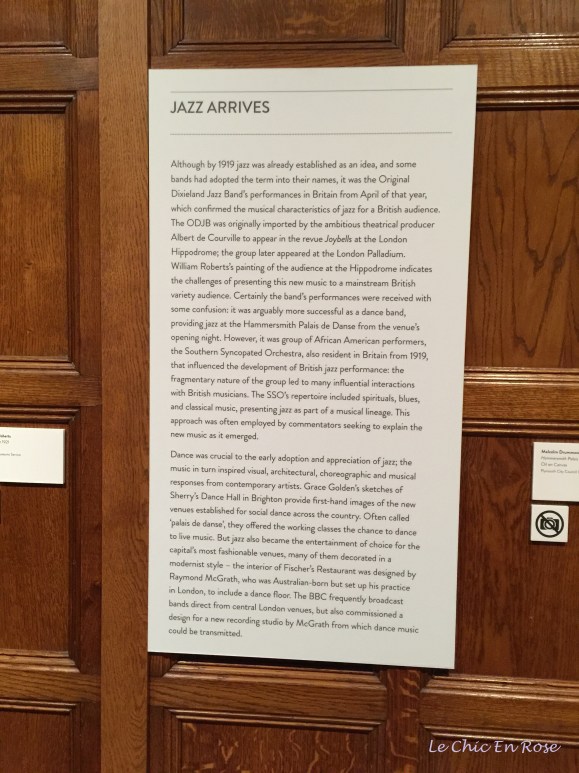 JAZZ ARRIVES
Although by 1919 jazz was already established as an idea, and some
bands had adopted the term into their names, it was the Original
Dixieland Jazz Band's performances in Britain from April of that year,
which confirmed the musical characteristics of jazz for a British audience.
The ODJB was originally imported by the ambitious theatrical producer
Albert de Courville to appear in the revue Joybells at the London
Hippodrome; the group later appeared at the London Palladium.
William Roberts's painting of the audience at the Hippodrome indicates
the challenges of presenting this new music to a mainstream British
variety audience. Certainly the band's performances were received with
some confusion: it was arguably more successful as a dance band,
providing jazz at the Hammersmith Palais de Danse from the venue's
opening night. However, it was group of African American performers,
the Southern Syncopated Orchestra, also resident in Britain from 1919,
that influenced the development of British jazz performance: the
fragmentary nature of the group led to many influential interactions
with British musicians. The SSO's repertoire included spirituals, blues,
and classical music, presenting jazz as part of a musical lineage. This
approach was often employed by commentators seeking to explain the
new music as it emerged.
Dance was crucial to the early adoption and appreciation of jazz; the
music in turn inspired visual, architectural, choreographic and musical
responses from contemporary artists. Grace Golden's sketches of
Sherry's Dance Hall in Brighton provide first-hand images of the new
venues established for social dance across the country. Often called
'palais de danse', they offered the working classes the chance to dance
to live music. But jazz also became the entertainment of choice for the
capital's most fashionable venues, many of them decorated in a
modernist style – the interior of Fischer's Restaurant was designed by
Raymond McGrath, who was Australian-born but set up his practice
in London, to include a dance floor. The BBC frequently broadcast
bands direct from central London venues, but also commissioned a
design for a new recording studio by McGrath from which dance music
could be transmitted.
Malcolm Drummond
Hammersmith Palais
Oil on Canvas
Plymouth City Council
Le Chic En Rose